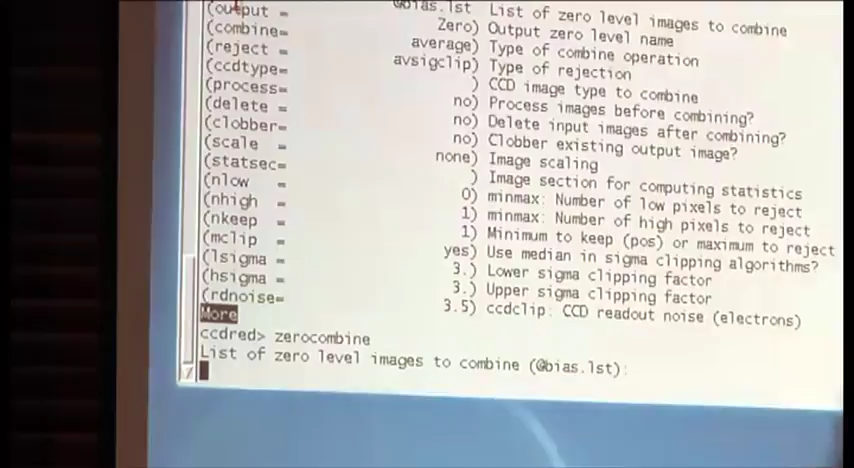 @bias.lst List of zero level images to combine
(output = Zero) Output zero level name
(combine= average) Type of combine operation
(reject = avsigclip) Type of rejection
(ccdtype= ) CCD image type to combine
(process= no) Process images before combining?
(delete = no) Delete input images after combining?
(clobber= no) Clobber existing output image?
(scale = none) Image scaling
(statsec= ) Image section for computing statistics
(nlow = 0) minmax: Number of low pixels to reject
(nhigh = 1) minmax: Number of high pixels to reject
(nkeep = 1) Minimum to keep (pos) or maximum to reject
(mclip = yes) Use median in sigma clipping algorithms?
(lsigma = 3.) Lower sigma clipping factor
(hsigma = 3.) Upper sigma clipping factor
(rdnoise= 3.5) ccdclip: CCD readout noise (electrons)
More
ccdred> zerocombine
List of zero level images to combine (@bias.lst):